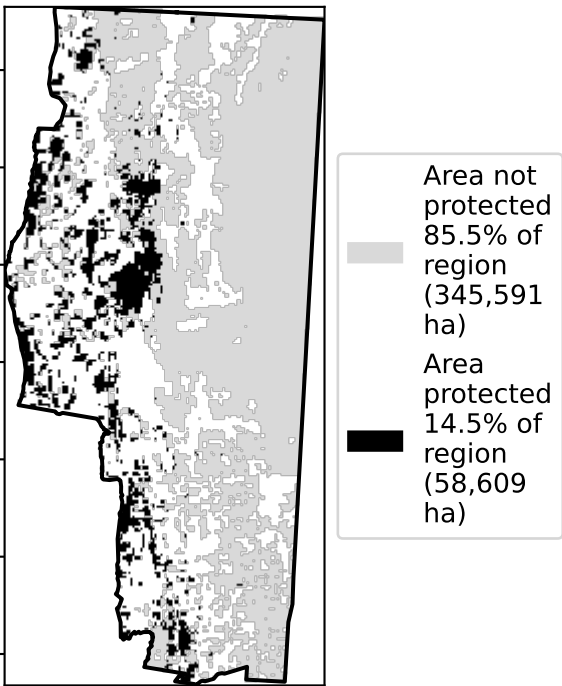 Area not
protected
85.5% of
region
(345,591
ha)
Area
protected
14.5% of
region
(58,609
ha)